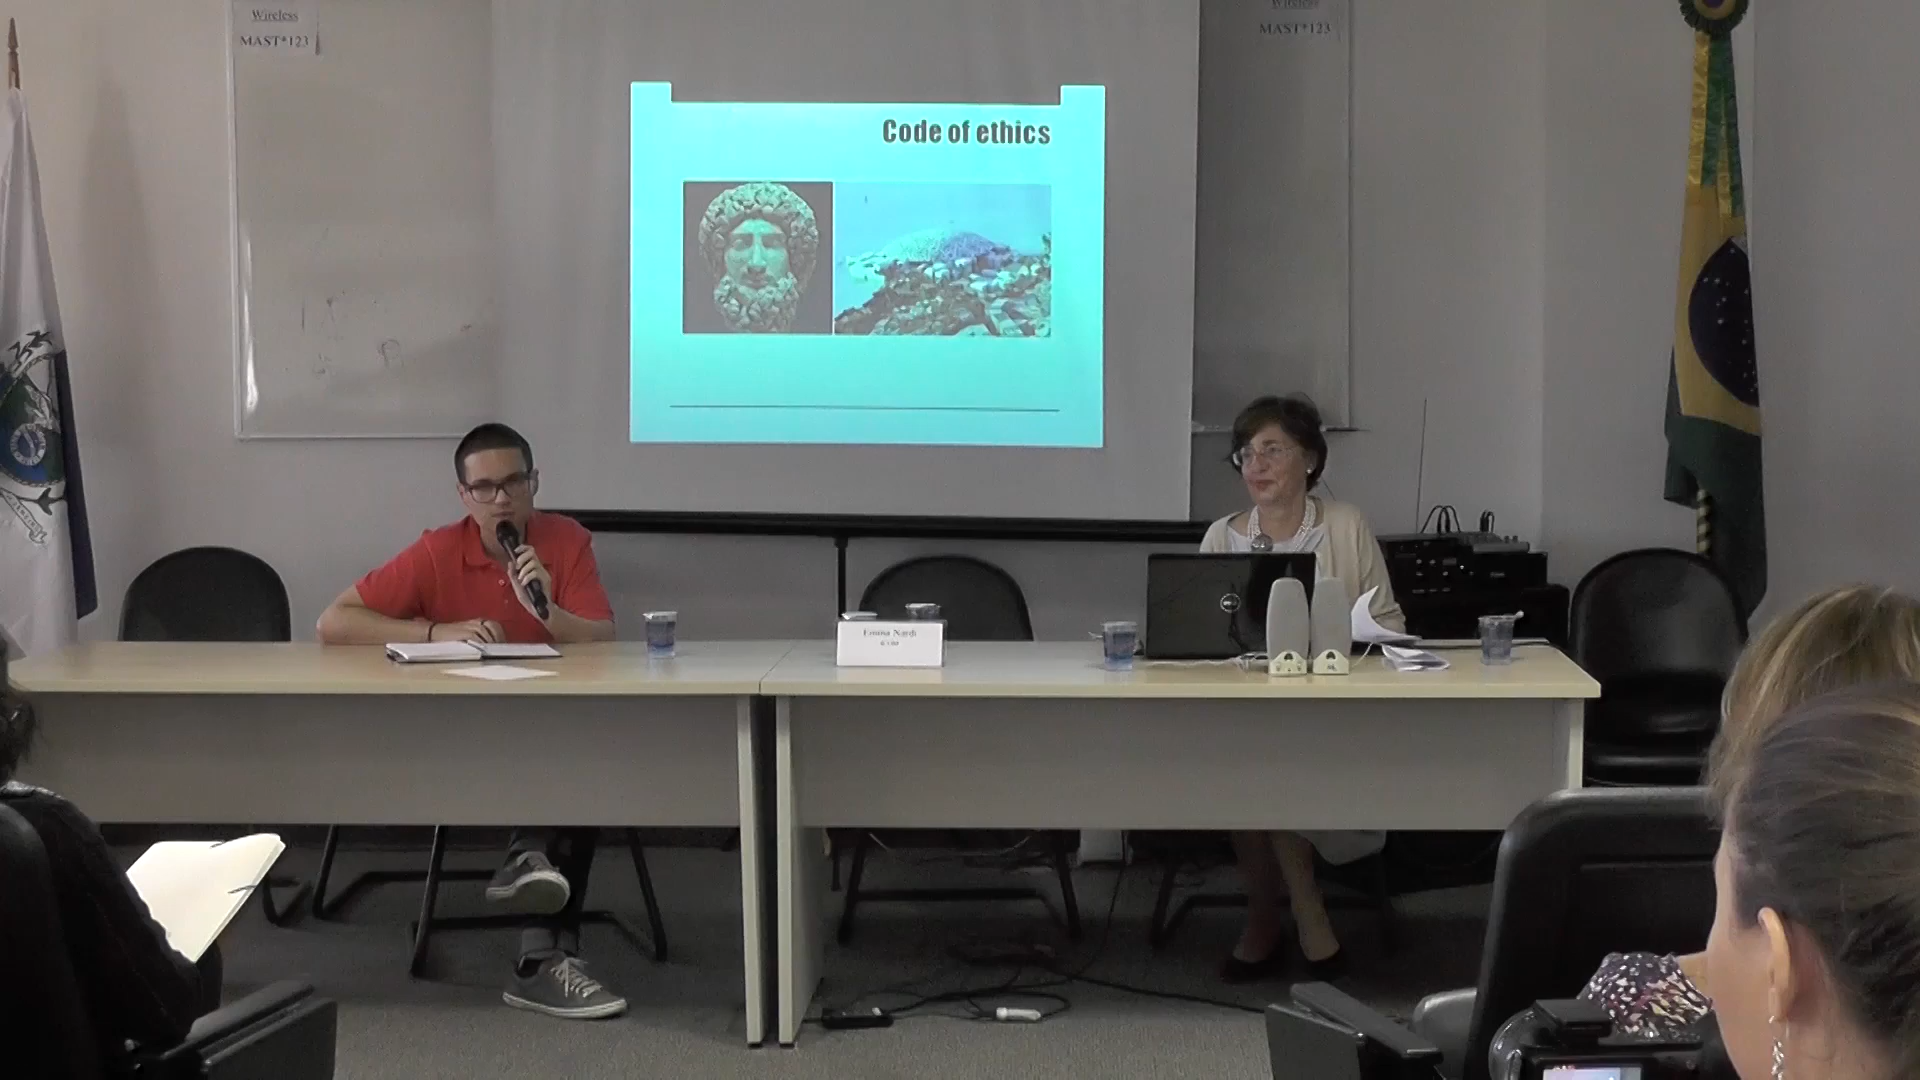 Wireless
MAST*123
Wireless
MAST*123
Code of ethics
Emma Nardi